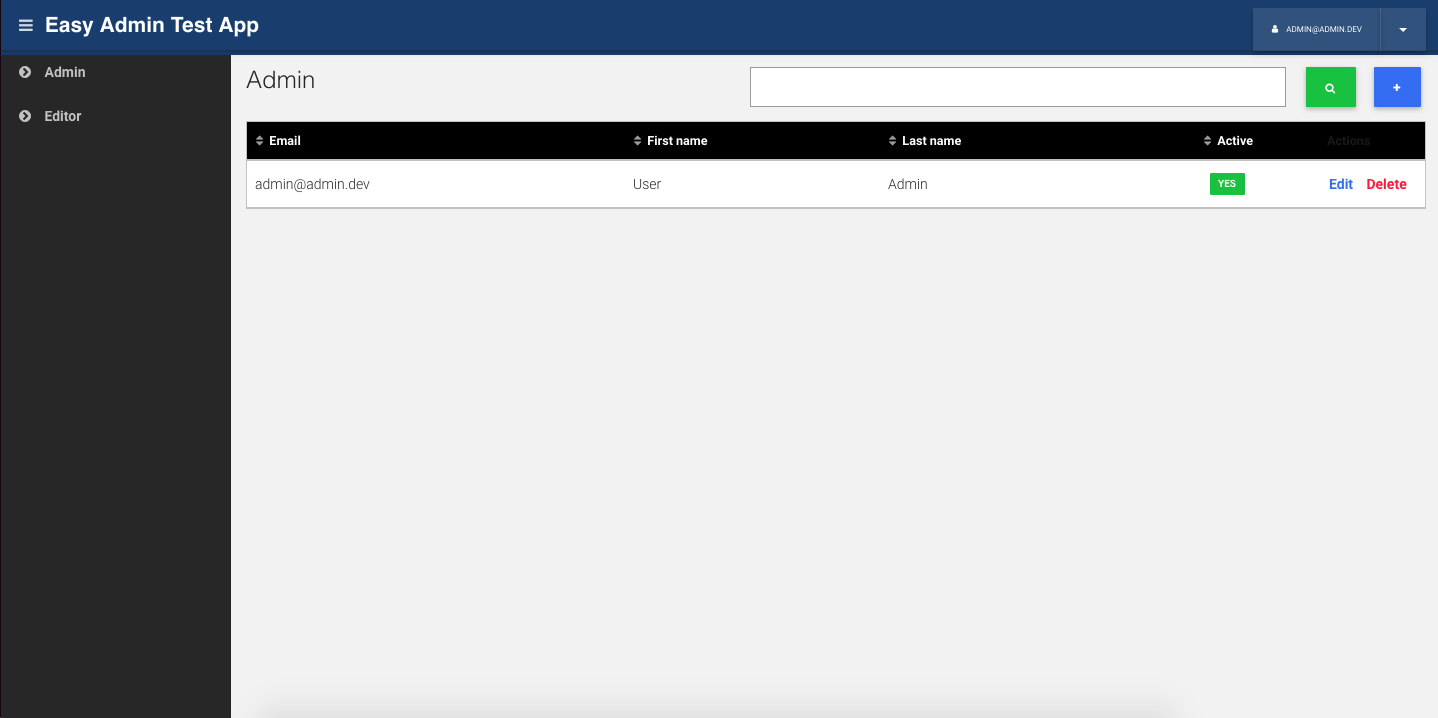 Easy Admin Test App
ADMIN@ADMIN.DEV
Admin
Editor
Admin
Email First name Last name Active Actions
admin@admin.dev User Admin YES Edit Delete